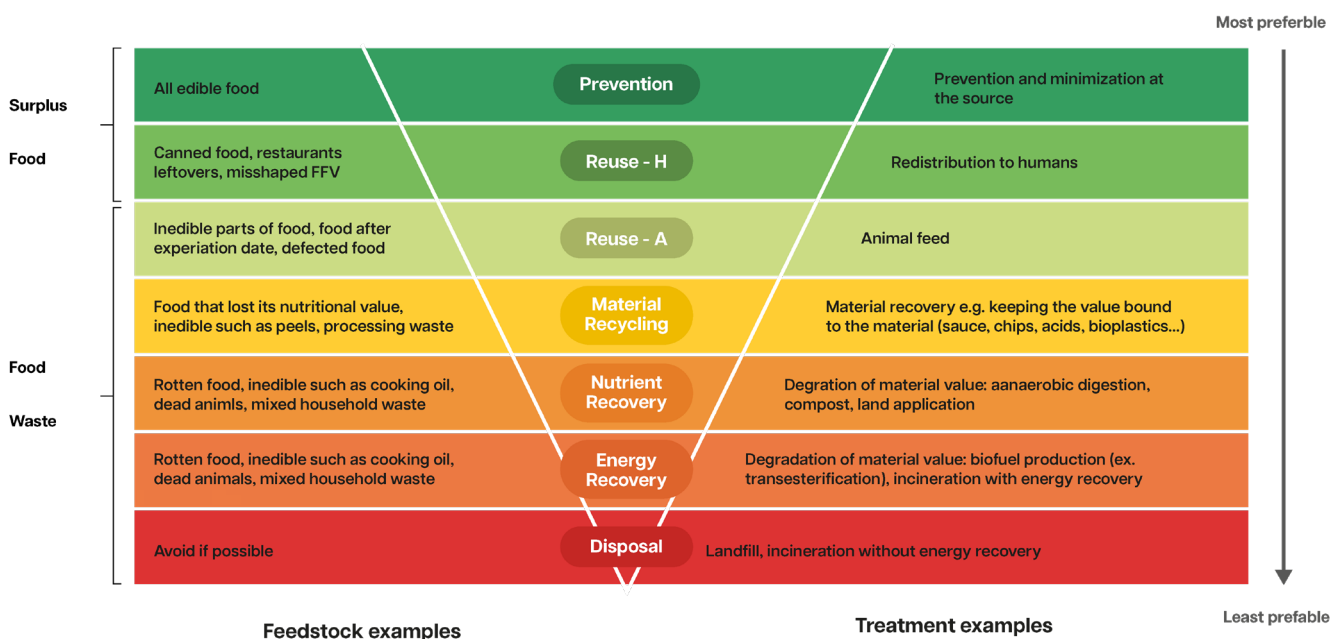 Most preferble
Surplus
Food
All edible food
Prevention
Prevention and minimization at
the source
Canned food, restaurants
leftovers, misshaped FFV
Reuse - H
Redistribution to humans
Inedible parts of food, food after
experiation date, defected food
Reuse - A
Animal feed
Food
Waste
Food that lost its nutritional value,
inedible such as peels, processing waste
Material
Recycling
Material recovery e.g. keeping the value bound
to the material (sauce, chips, acids, bioplastics...)
Rotten food, inedible such as cooking oil,
dead animls, mixed household waste
Nutrient
Recovery
Degration of material value: aanaerobic digestion,
compost, land application
Rotten food, inedible such as cooking oil,
dead animals, mixed household waste
Energy
Recovery
Degradation of material value: biofuel production (ex.
transesterification), incineration with energy recovery
Avoid if possible
Disposal
Landfill, incineration without energy recovery
Least prefable
Feedstock examples
Treatment examples